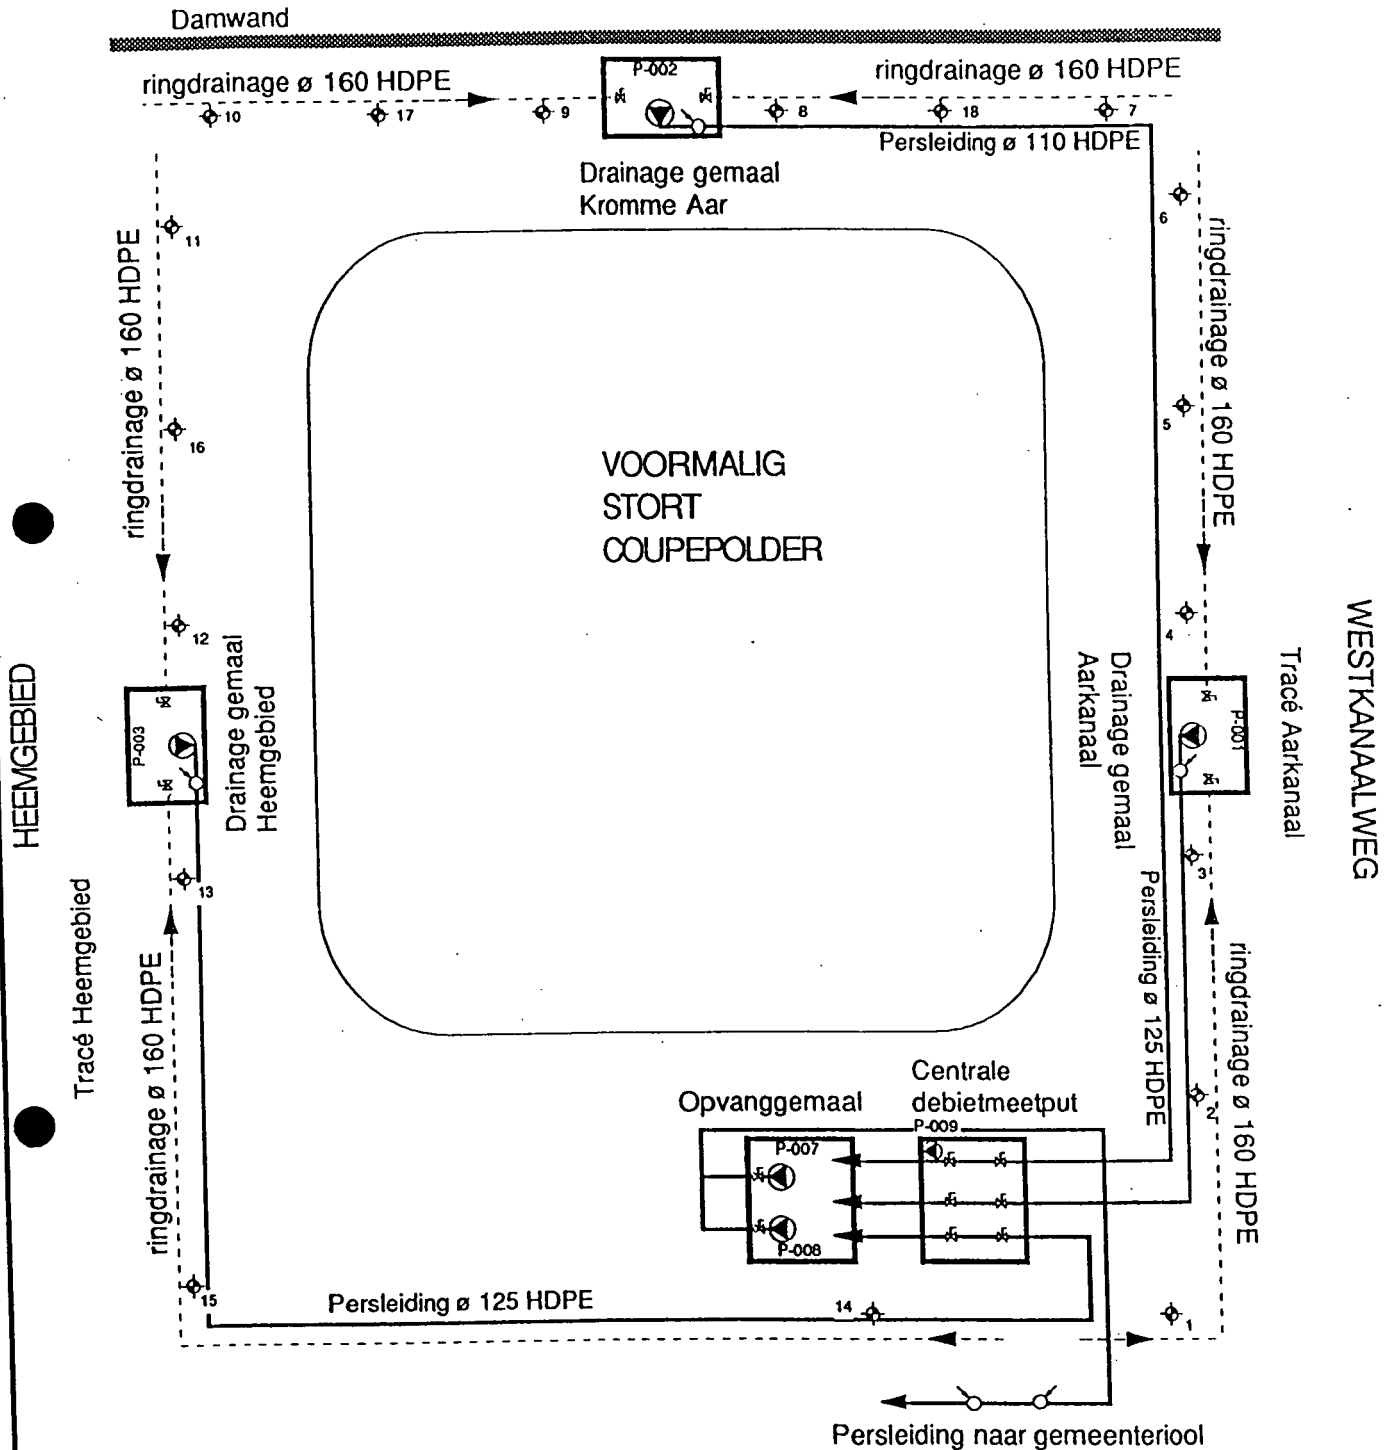 Damwand
ringdrainage ø 160 HDPE
P-002
ringdrainage ø 160 HDPE
10
17
9
8
18
7
Persleiding ø 110 HDPE
Drainage gemaal
Kromme Aar
6
11
ringdrainage ø 160 HDPE
ringdrainage ø 160 HDPE
5
16
VOORMALIG
STORT
COUPEPOLDER
12
4
HEEMGEBIED
P-003
Drainage gemaal
Heemgebied
Drainage gemaal
Aarkanaal
P-001
Tracé Aarkanaal
WESTKANAALWEG
13
3
Tracé Heemgebied
ringdrainage ø 160 HDPE
Persleiding ø 125 HDPE
ringdrainage ø 160 HDPE
2
Opvanggemaal
Centrale
debietmeetput
P-009
P-007
P-008
15
Persleiding ø 125 HDPE
14
1
Persleiding naar gemeenteriool